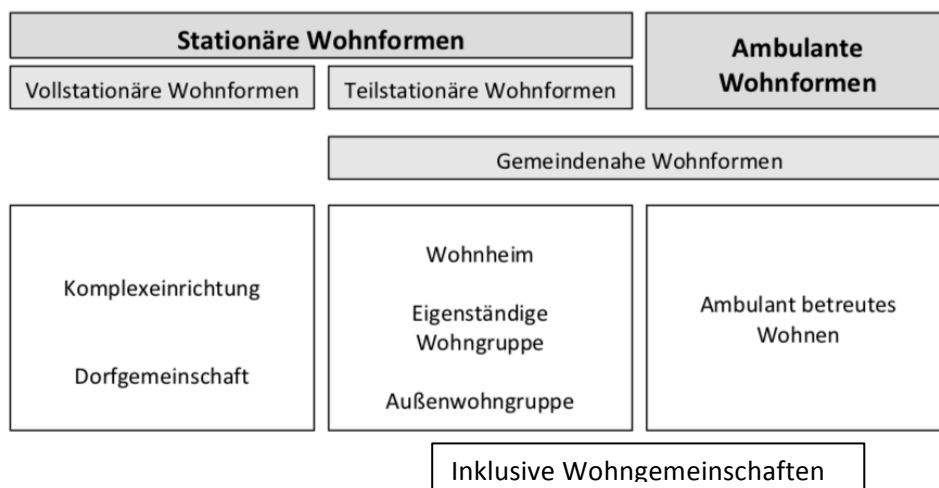 Stationäre Wohnformen
Ambulante
Wohnformen
Vollstationäre Wohnformen
Teilstationäre Wohnformen
Gemeindenahe Wohnformen
Komplexeinrichtung
Dorfgemeinschaft
Wohnheim
Eigenständige
Wohngruppe
Außenwohngruppe
Ambulant betreutes
Wohnen
Inklusive Wohngemeinschaften